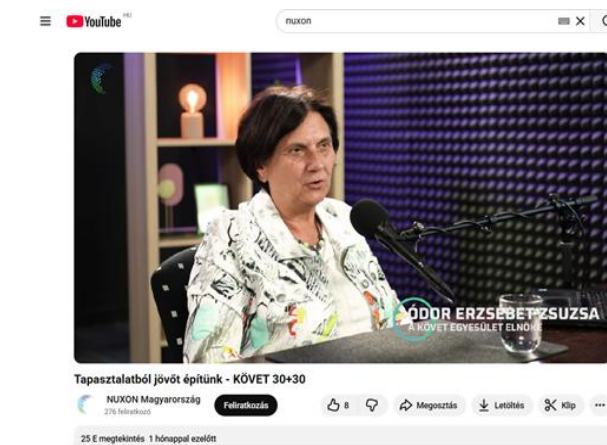 YouTube HU
nuxon
ÓDOR ERZSÉBET ZSUZSA
A KÖVET EGYESÜLET ELNÖKE
Tapasztalatból jövőt építünk - KÖVET 30+30
NUXON Magyarország
276 feliratkozó
Feliratkozás
8
Megosztás
Letöltés
Klip
25 E megtekintés 1 hónappal ezelőtt